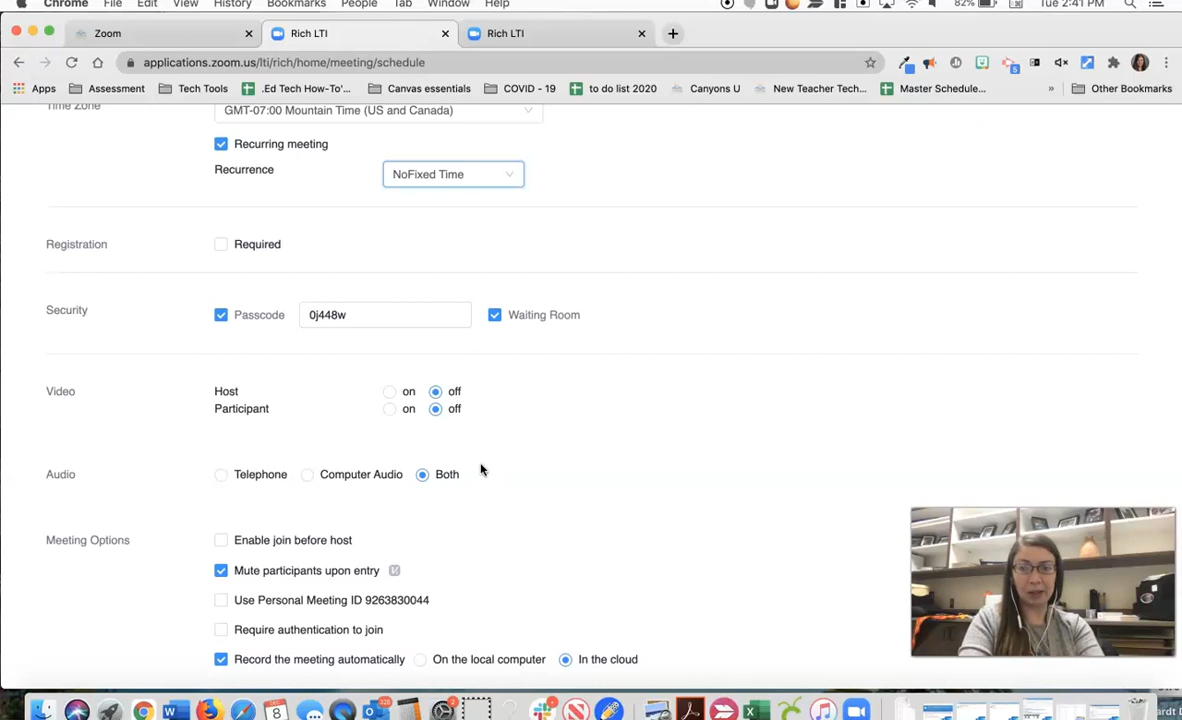 Chrome File Edit View History Bookmarks People Tab Window Help 82% Tue 2:41 PM
Zoom Rich LTI Rich LTI
applications.zoom.us/lti/rich/home/meeting/schedule
Apps Assessment Tech Tools .Ed Tech How-To'... Canvas essentials COVID - 19 to do list 2020 Canyons U New Teacher Tech... Master Schedule... » Other Bookmarks
Time Zone GMT-07:00 Mountain Time (US and Canada)
Recurring meeting
Recurrence NoFixed Time
Registration Required
Security Passcode 0j448w Waiting Room
Video Host on off
Participant on off
Audio Telephone Computer Audio Both
Meeting Options Enable join before host
Mute participants upon entry
Use Personal Meeting ID 9263830044
Require authentication to join
Record the meeting automatically On the local computer In the cloud